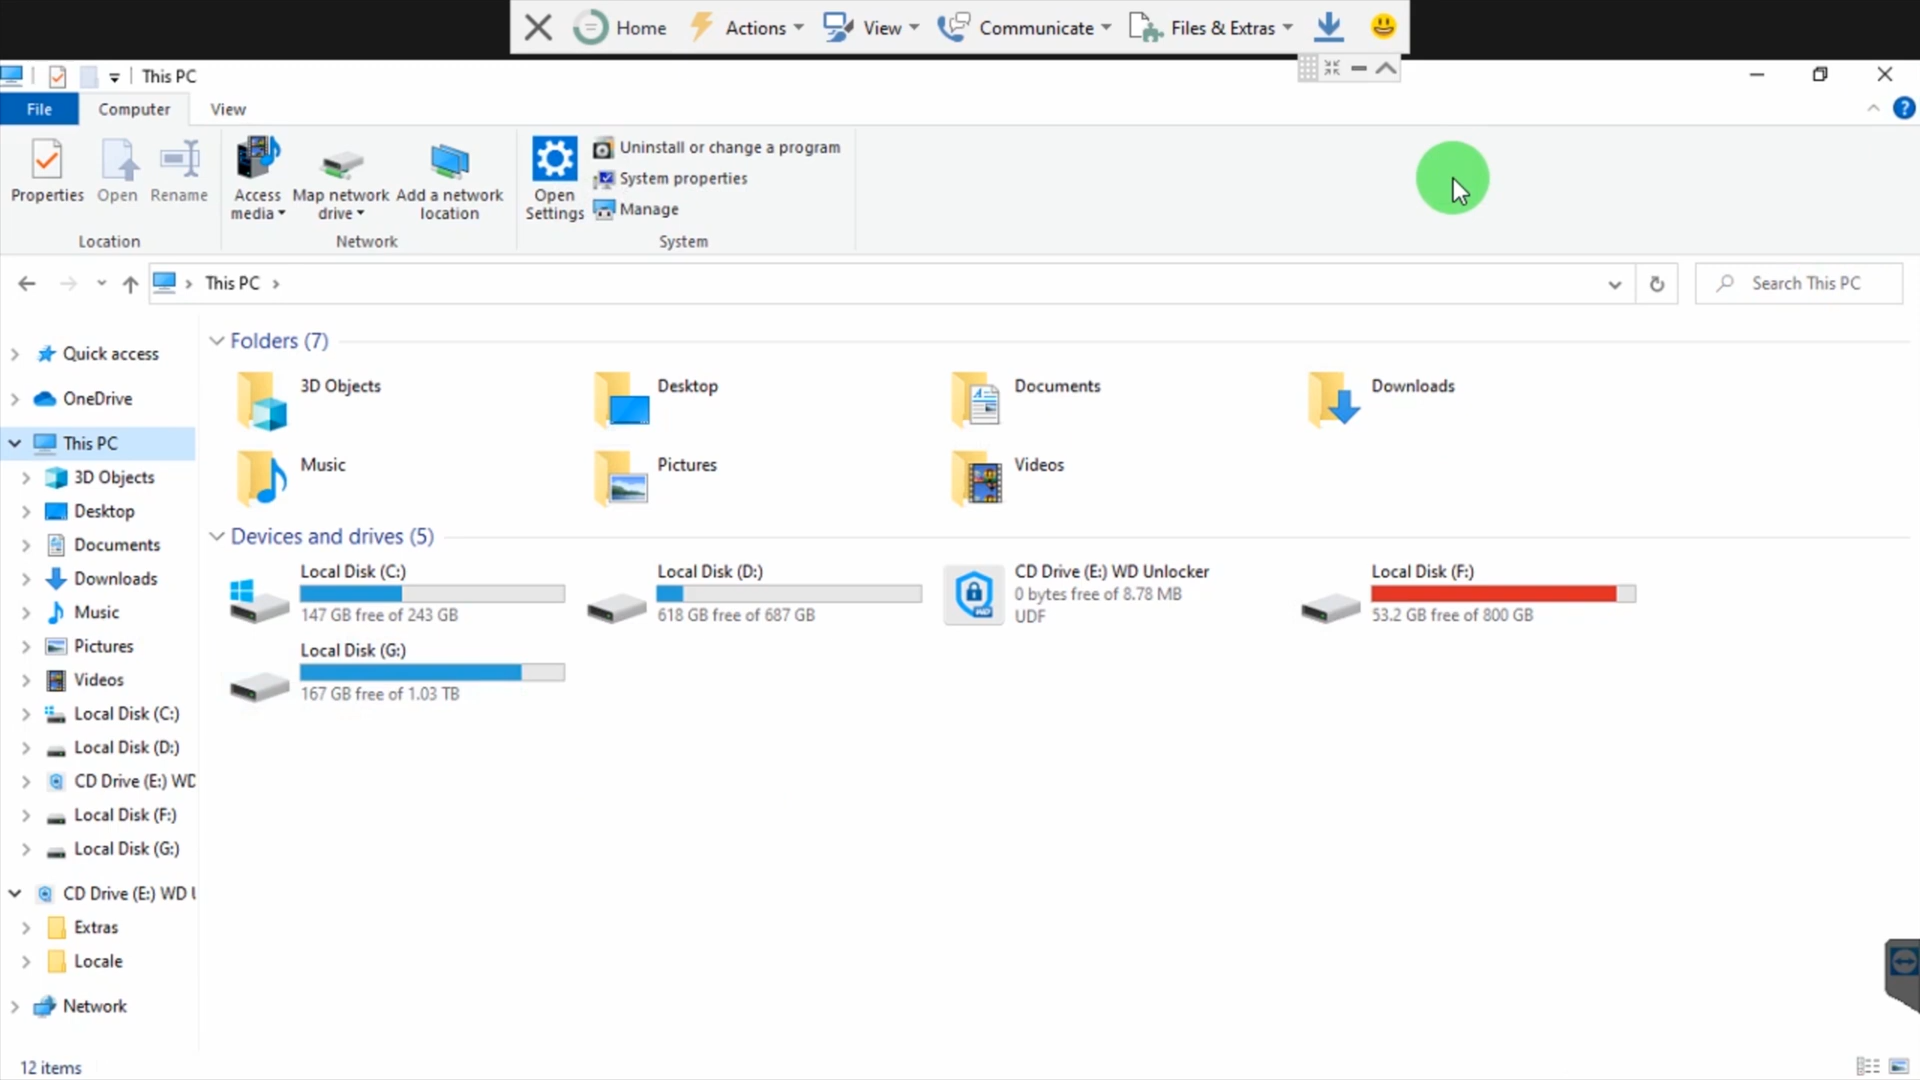 Home Actions View Communicate Files & Extras
This PC
File Computer View
Properties Open Rename Access media Map network drive Add a network location Open Settings Uninstall or change a program
System properties
Manage
Location Network System
This PC Search This PC
Quick access
OneDrive
This PC
3D Objects
Desktop
Documents
Downloads
Music
Pictures
Videos
Local Disk (C:)
Local Disk (D:)
CD Drive (E:) WD
Local Disk (F:)
Local Disk (G:)
CD Drive (E:) WD U
Extras
Locale
Network
Folders (7)
3D Objects Desktop Documents Downloads
Music Pictures Videos
Devices and drives (5)
Local Disk (C:)
147 GB free of 243 GB
Local Disk (D:)
618 GB free of 687 GB
CD Drive (E:) WD Unlocker
0 bytes free of 8.78 MB
UDF
Local Disk (F:)
53.2 GB free of 800 GB
Local Disk (G:)
167 GB free of 1.03 TB
12 items